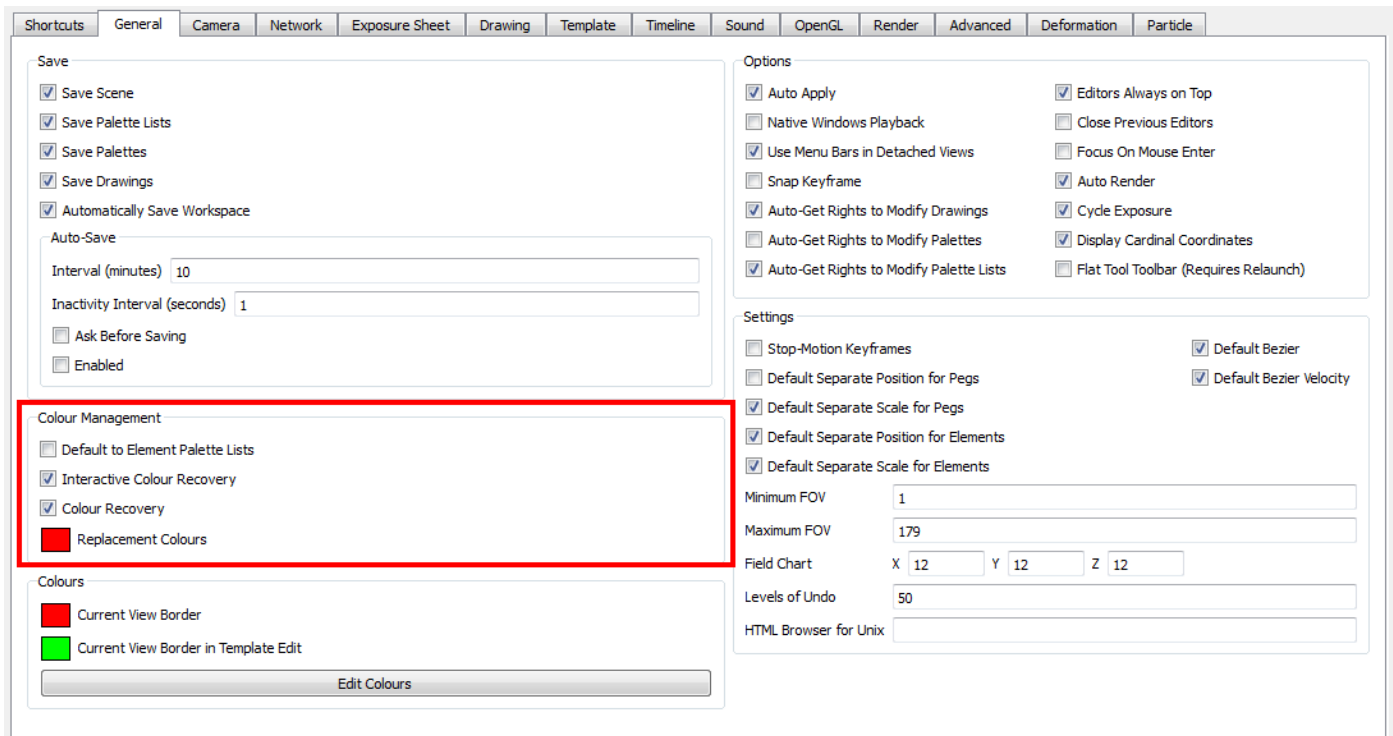 Shortcuts General Camera Network Exposure Sheet Drawing Template Timeline Sound OpenGL Render Advanced Deformation Particle
Save
Save Scene
Save Palette Lists
Save Palettes
Save Drawings
Automatically Save Workspace
Auto-Save
Interval (minutes) 10
Inactivity Interval (seconds) 1
Ask Before Saving
Enabled
Colour Management
Default to Element Palette Lists
Interactive Colour Recovery
Colour Recovery
Replacement Colours
Colours
Current View Border
Current View Border in Template Edit
Edit Colours
Options
Auto Apply
Native Windows Playback
Use Menu Bars in Detached Views
Snap Keyframe
Auto-Get Rights to Modify Drawings
Auto-Get Rights to Modify Palettes
Auto-Get Rights to Modify Palette Lists
Editors Always on Top
Close Previous Editors
Focus On Mouse Enter
Auto Render
Cycle Exposure
Display Cardinal Coordinates
Flat Tool Toolbar (Requires Relaunch)
Settings
Stop-Motion Keyframes
Default Separate Position for Pegs
Default Separate Scale for Pegs
Default Separate Position for Elements
Default Separate Scale for Elements
Default Bezier
Default Bezier Velocity
Minimum FOV 1
Maximum FOV 179
Field Chart X 12 Y 12 Z 12
Levels of Undo 50
HTML Browser for Unix